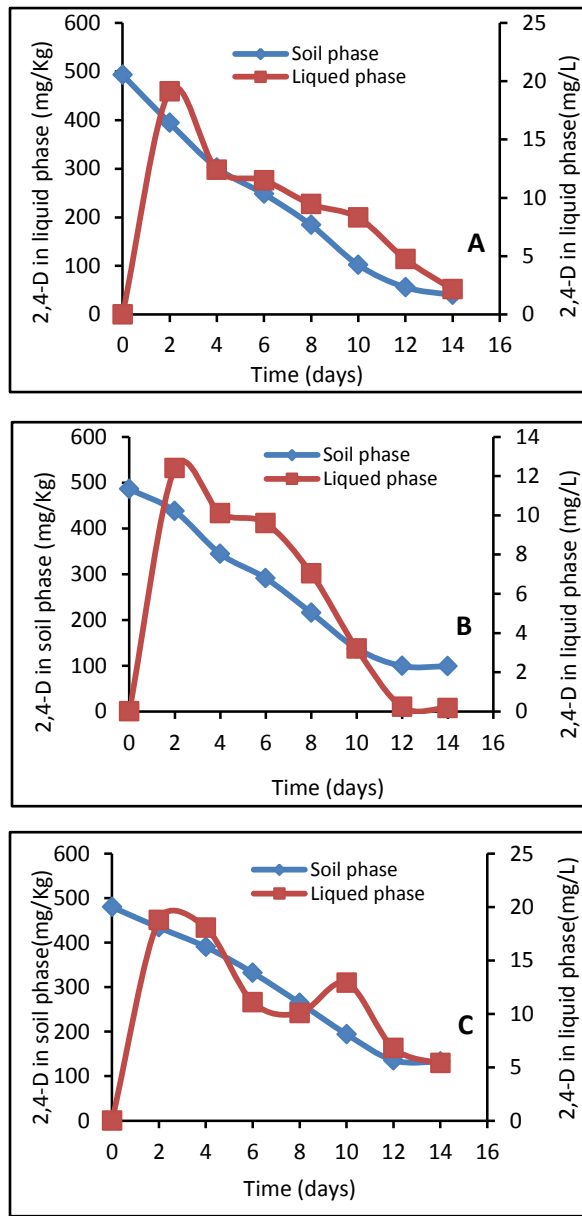 2,4-D in liquid phase (mg/Kg)
600
500
400
300
200
100
0
Soil phase
Liqued phase
A
25
20
15
10
5
0
2,4-D in liquid phase(mg/L)
0 2 4 6 8 10 12 14 16
Time (days)
2,4-D in soil phase (mg/Kg)
600
500
400
300
200
100
0
Soil phase
Liqued phase
B
14
12
10
8
6
4
2
0
2,4-D in liquid phase (mg/L)
0 2 4 6 8 10 12 14 16
Time (days)
2,4-D in soil phase(mg/Kg)
600
500
400
300
200
100
0
Soil phase
Liqued phase
C
25
20
15
10
5
0
2,4-D in liquid phase(mg/L)
0 2 4 6 8 10 12 14 16
Time (days)